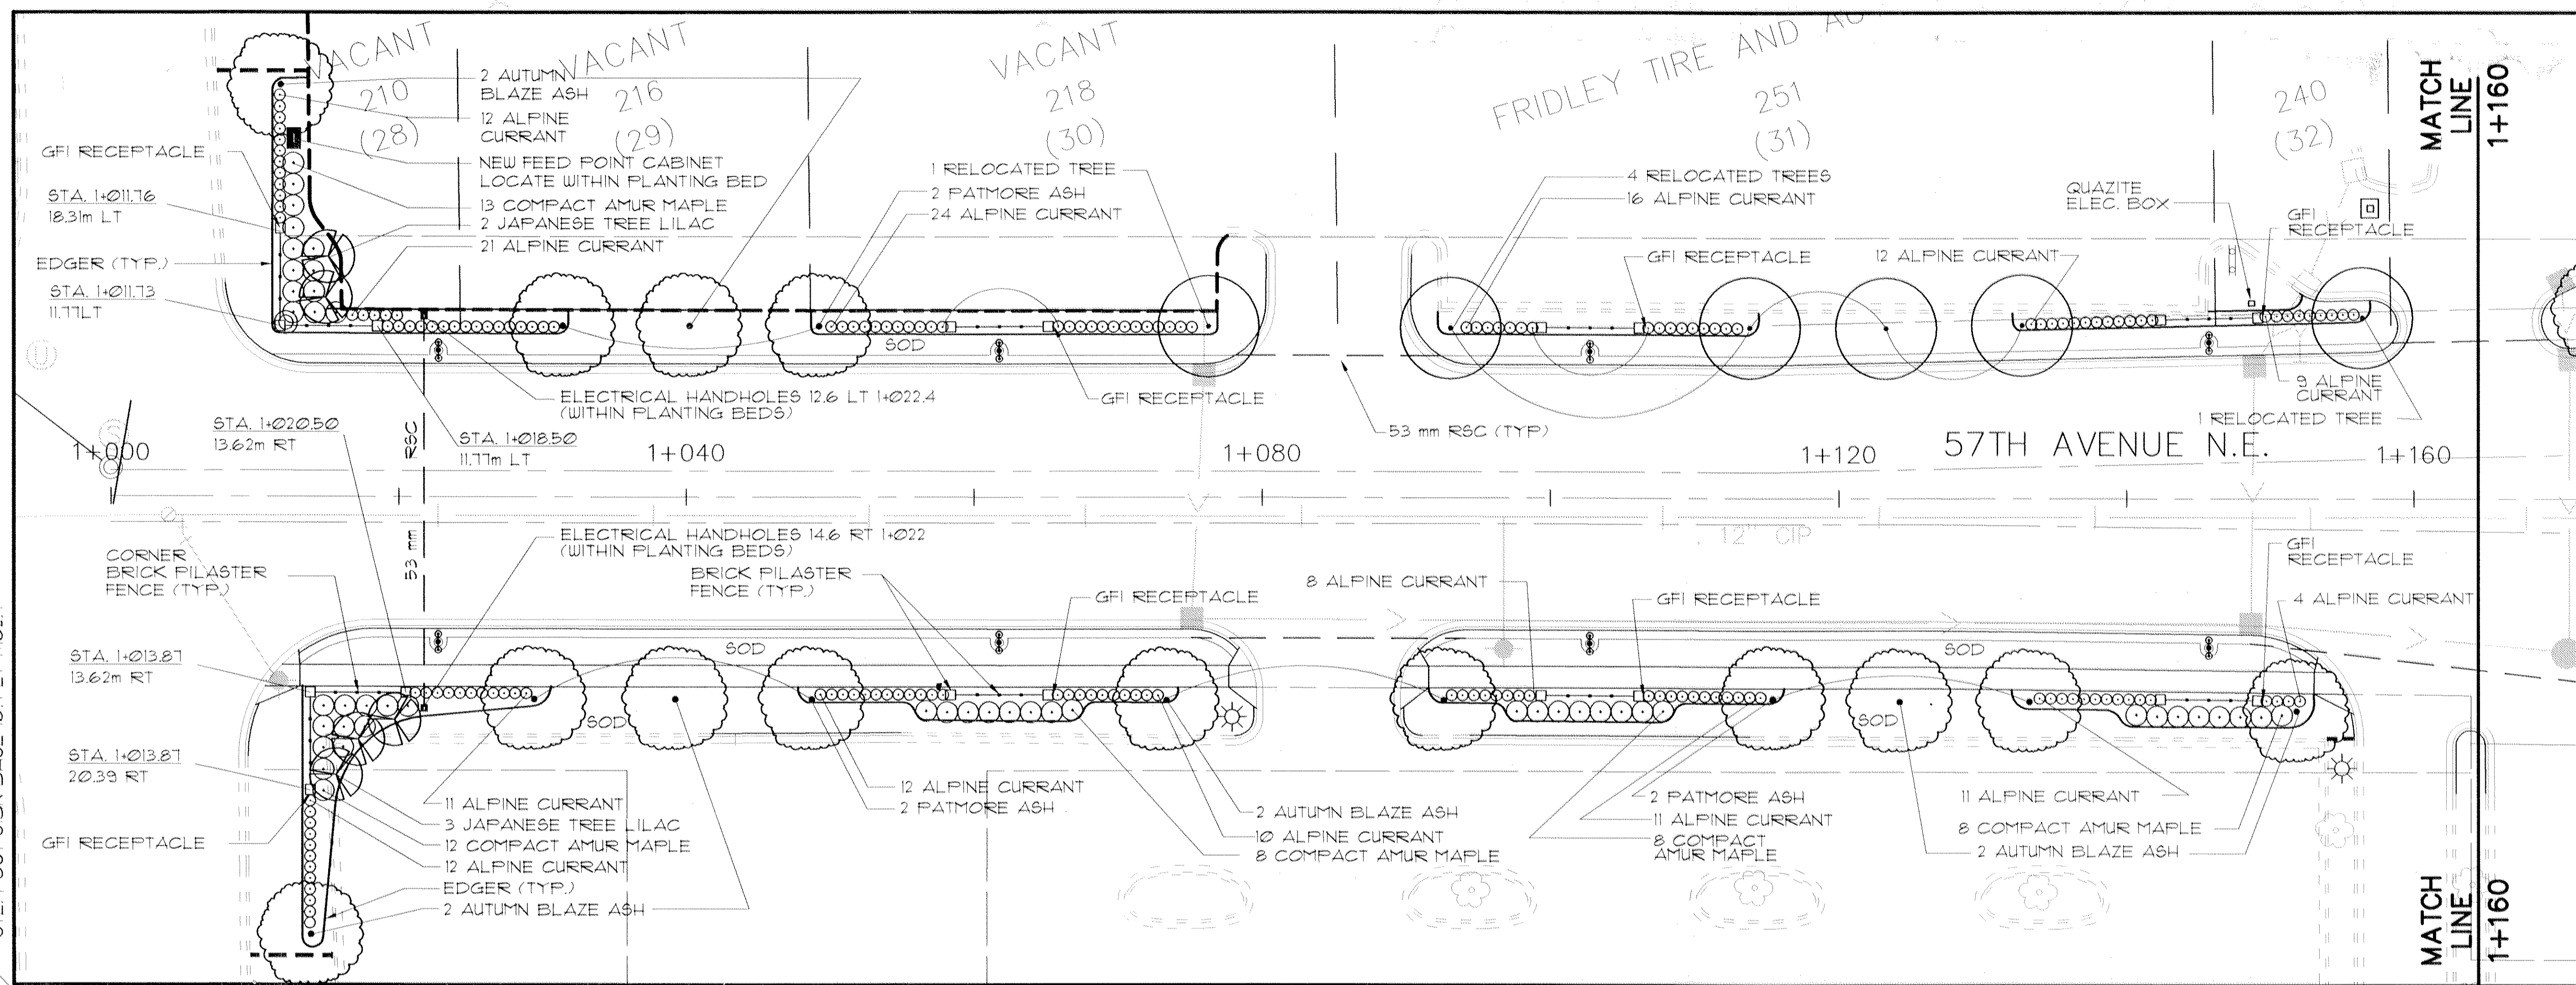 VACANT
210
(28)
VACANT
216
(29)
VACANT
218
(30)
FRIDLEY TIRE AND
251
(31)
240
(32)
MATCH
LINE
1+160
2 AUTUMN
BLAZE ASH
12 ALPINE
CURRANT
NEW FEED POINT CABINET
LOCATE WITHIN PLANTING BED
13 COMPACT AMUR MAPLE
2 JAPANESE TREE LILAC
21 ALPINE CURRANT
GFI RECEPTACLE
STA. 1+011.76
18.31m LT
EDGER (TYP.)
STA. 1+011.73
11.77LT
1 RELOCATED TREE
2 PATMORE ASH
24 ALPINE CURRANT
4 RELOCATED TREES
16 ALPINE CURRANT
GFI RECEPTACLE
12 ALPINE CURRANT
QUAZITE
ELEC. BOX
GFI
RECEPTACLE
SOD
U
ELECTRICAL HANDHOLES 12.6 LT 1+022.4
(WITHIN PLANTING BEDS)
GFI RECEPTACLE
9 ALPINE
CURRANT
1 RELOCATED TREE
53 mm RSC (TYP)
STA. 1+020.50
13.62m RT
STA. 1+018.50
11.77m LT
RSC
53 mm
S
1+000
1+040
1+080
1+120
57TH AVENUE N.E.
1+160
12" CIP
ELECTRICAL HANDHOLES 14.6 RT 1+022
(WITHIN PLANTING BEDS)
CORNER
BRICK PILASTER
FENCE (TYP.)
BRICK PILASTER
FENCE (TYP.)
GFI RECEPTACLE
8 ALPINE CURRANT
GFI RECEPTACLE
GFI
RECEPTACLE
4 ALPINE CURRANT
STA. 1+013.87
13.62m RT
SOD
SOD
SOD
SOD
STA. 1+013.87
20.39 RT
GFI RECEPTACLE
11 ALPINE CURRANT
3 JAPANESE TREE LILAC
12 COMPACT AMUR MAPLE
12 ALPINE CURRANT
EDGER (TYP.)
2 AUTUMN BLAZE ASH
12 ALPINE CURRANT
2 PATMORE ASH
2 AUTUMN BLAZE ASH
10 ALPINE CURRANT
8 COMPACT AMUR MAPLE
2 PATMORE ASH
11 ALPINE CURRANT
8 COMPACT
AMUR MAPLE
11 ALPINE CURRANT
8 COMPACT AMUR MAPLE
2 AUTUMN BLAZE ASH
MATCH
LINE
1+160